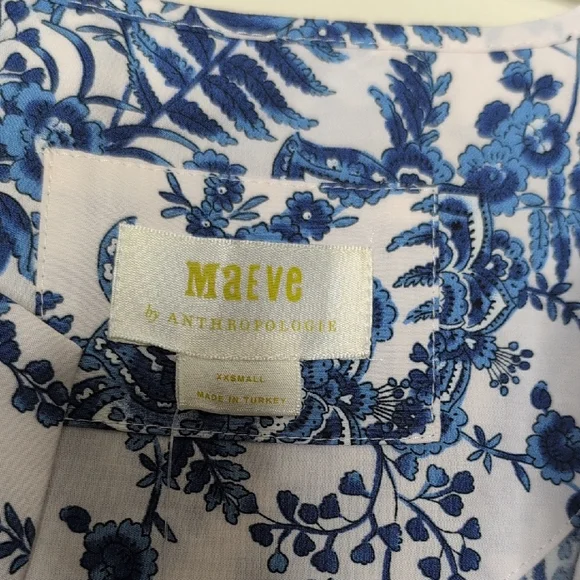 MaEve
by ANTHROPOLOGIE
XXSMALL
MADE IN TURKEY